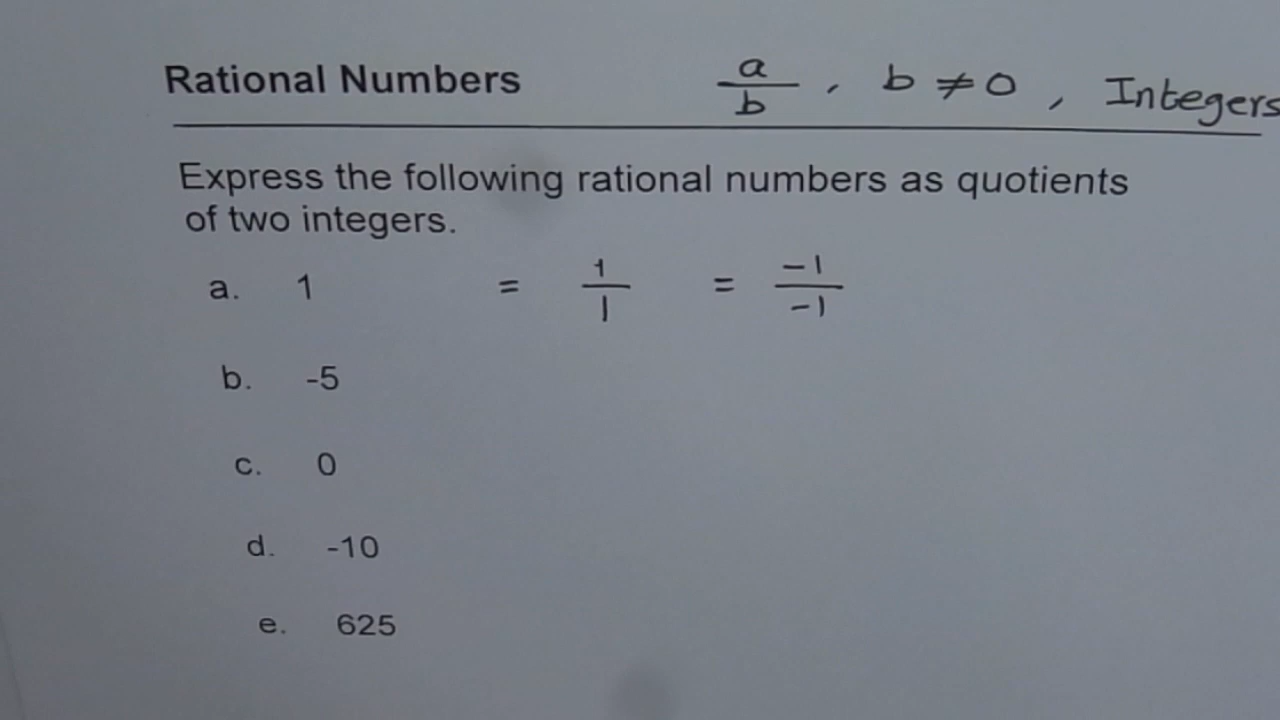 Rational Numbers a/b , b ≠ 0 , Integers
Express the following rational numbers as quotients
of two integers.
a. 1 = 1/1 = -1/-1
b. -5
c. 0
d. -10
e. 625